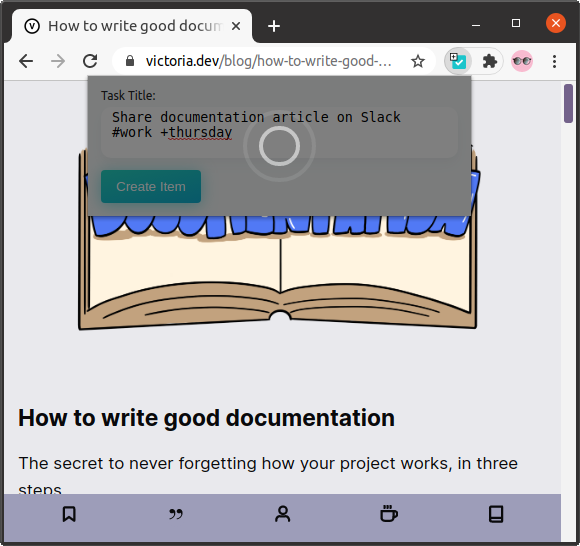 How to write good docum
victoria.dev/blog/how-to-write-good-...
Task Title:
Share documentation article on Slack
#work +thursday
Create Item
How to write good documentation
The secret to never forgetting how your project works, in three
steps